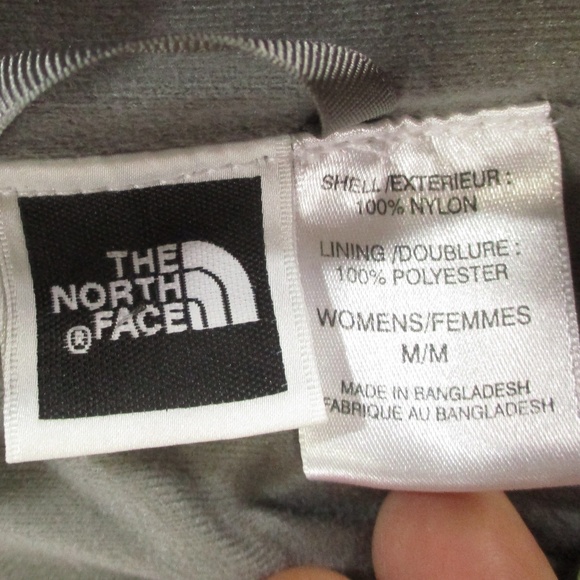 THE
NORTH
FACE
®
SHELL/EXTERIEUR :
100% NYLON
LINING/DOUBLURE :
100% POLYESTER
WOMENS/FEMMES
M/M
MADE IN BANGLADESH
FABRIQUE AU BANGLADESH